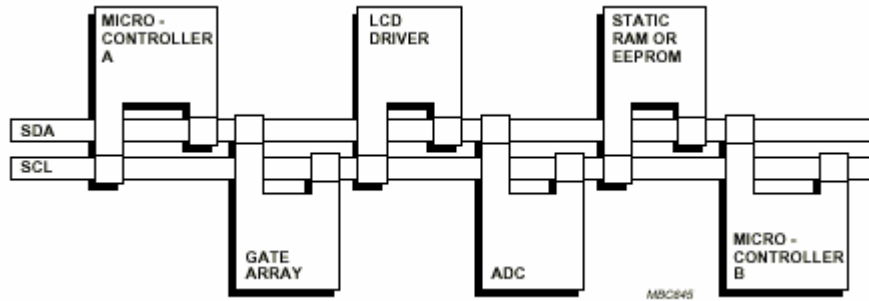 MICRO -
CONTROLLER
A
LCD
DRIVER
STATIC
RAM OR
EEPROM
SDA
SCL
GATE
ARRAY
ADC
MICRO -
CONTROLLER
B
MBC645